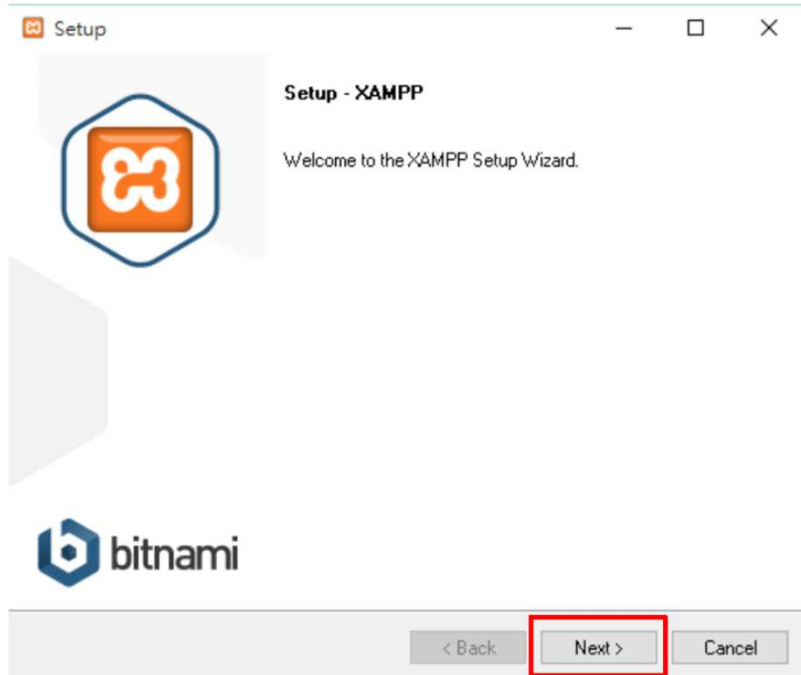 Setup
Setup - XAMPP
Welcome to the XAMPP Setup Wizard.
bitnami
< Back
Next >
Cancel